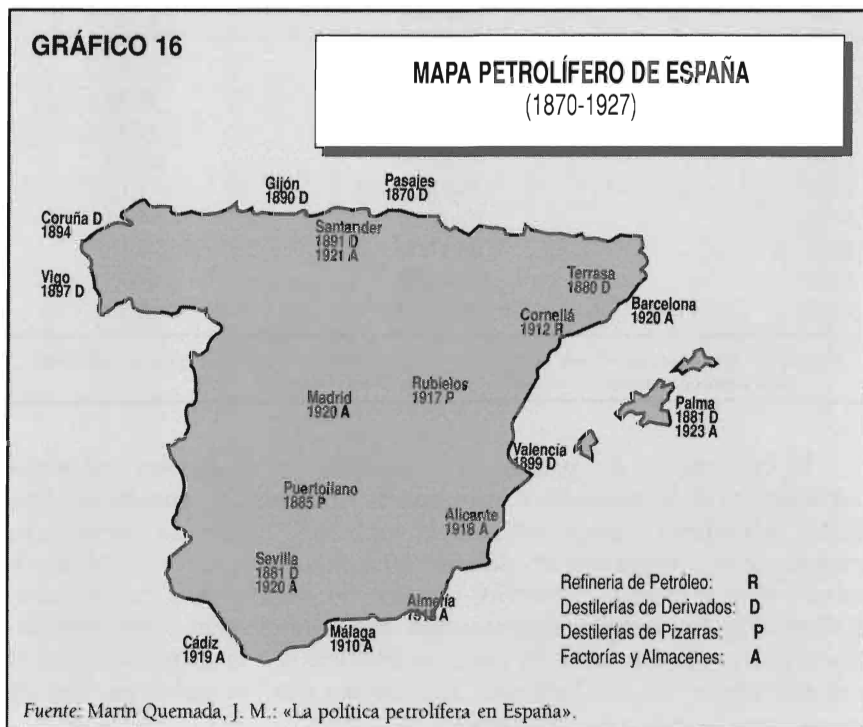 GRÁFICO 16
MAPA PETROLÍFERO DE ESPAÑA
(1870-1927)
Gijón
1890 D
Pasajes
1870 D
Coruña D
1894
Santander
1891 D
1921 A
Vigo
1897 D
Terrasa
1880 D
Barcelona
1920 A
Cornellá
1912 R
Madrid
1920 A
Rubielos
1917 P
Palma
1881 D
1923 A
Valencia
1899 D
Puertollano
1885 P
Alicante
1918 A
Sevilla
1881 D
1920 A
Almería
A
Málaga
1910 A
Cádiz
1919 A
Refinería de Petróleo: R
Destilerías de Derivados: D
Destilerías de Pizarras: P
Factorías y Almacenes: A
Fuente: Martín Quemada, J. M.: «La política petrolífera en España».